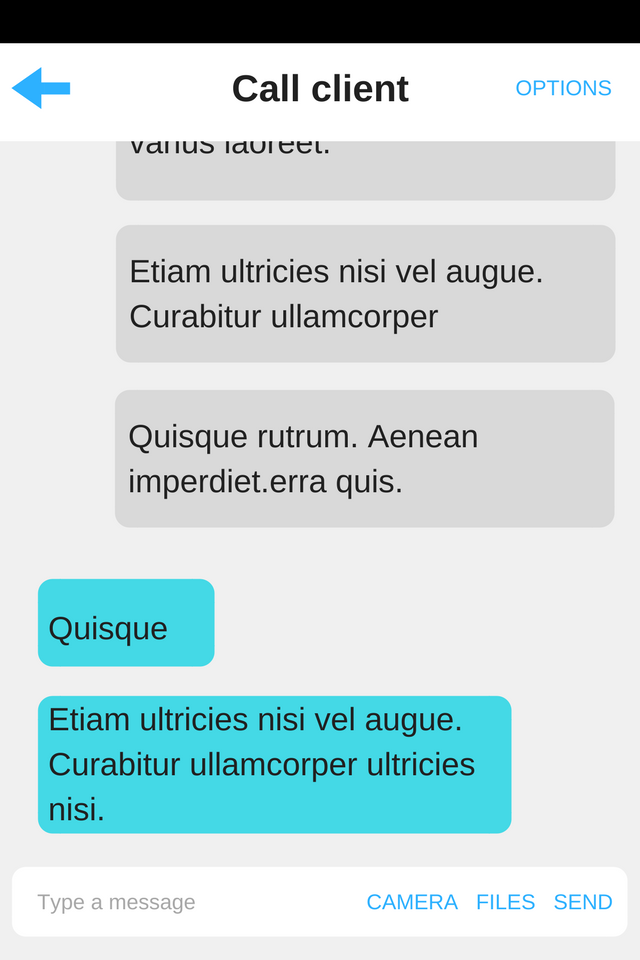 Call client
OPTIONS
varius laoreet.
Etiam ultricies nisi vel augue.
Curabitur ullamcorper
Quisque rutrum. Aenean
imperdiet.erra quis.
Quisque
Etiam ultricies nisi vel augue.
Curabitur ullamcorper ultricies
nisi.
Type a message
CAMERA FILES SEND